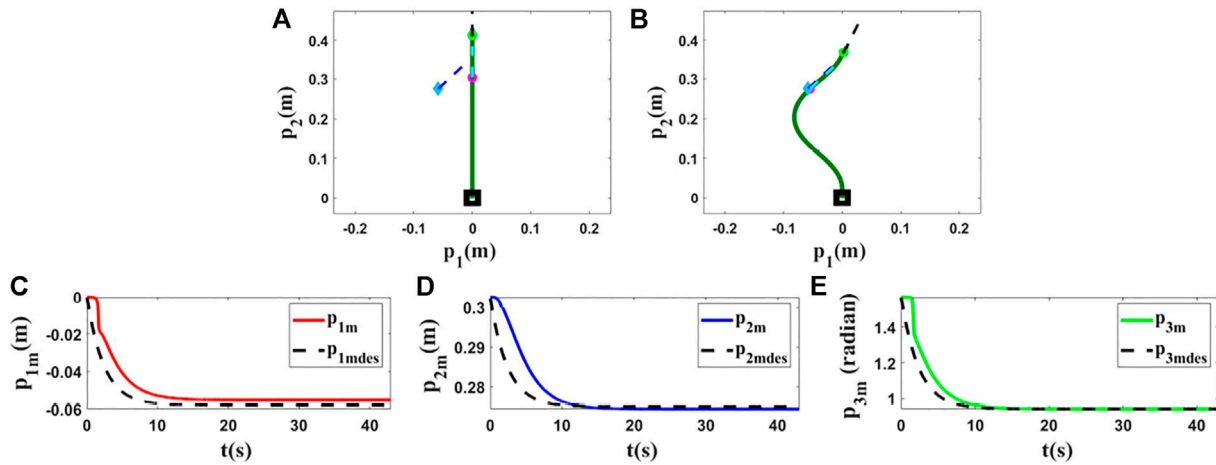 A
B
0.4
0.3
0.2
0.1
0
p2(m)
-0.2
-0.1
0
0.1
0.2
p1(m)
0.4
0.3
0.2
0.1
0
p2(m)
-0.2
-0.1
0
0.1
0.2
p1(m)
C
0
-0.02
-0.04
-0.06
p1m(m)
p1m
p1mdes
0
10
20
30
40
t(s)
D
0.3
0.29
0.28
p2m(m)
p2m
p2mdes
0
10
20
30
40
t(s)
E
1.4
1.2
1
p3m (radian)
p3m
p3mdes
0
10
20
30
40
t(s)